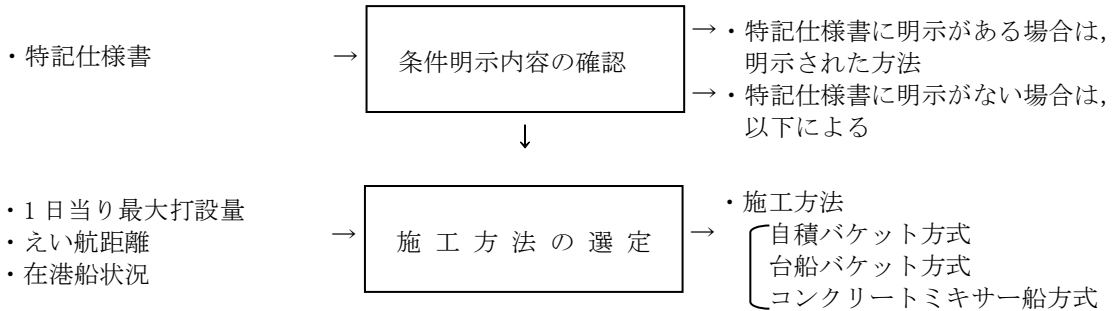 ・特記仕様書
→
条件明示内容の確認
→・特記仕様書に明示がある場合は，
明示された方法
→・特記仕様書に明示がない場合は，
以下による
↓
・1日当り最大打設量
・えい航距離
・在港船状況
→
施工方法の選定
→
・施工方法
自積バケット方式
台船バケット方式
コンクリートミキサー船方式